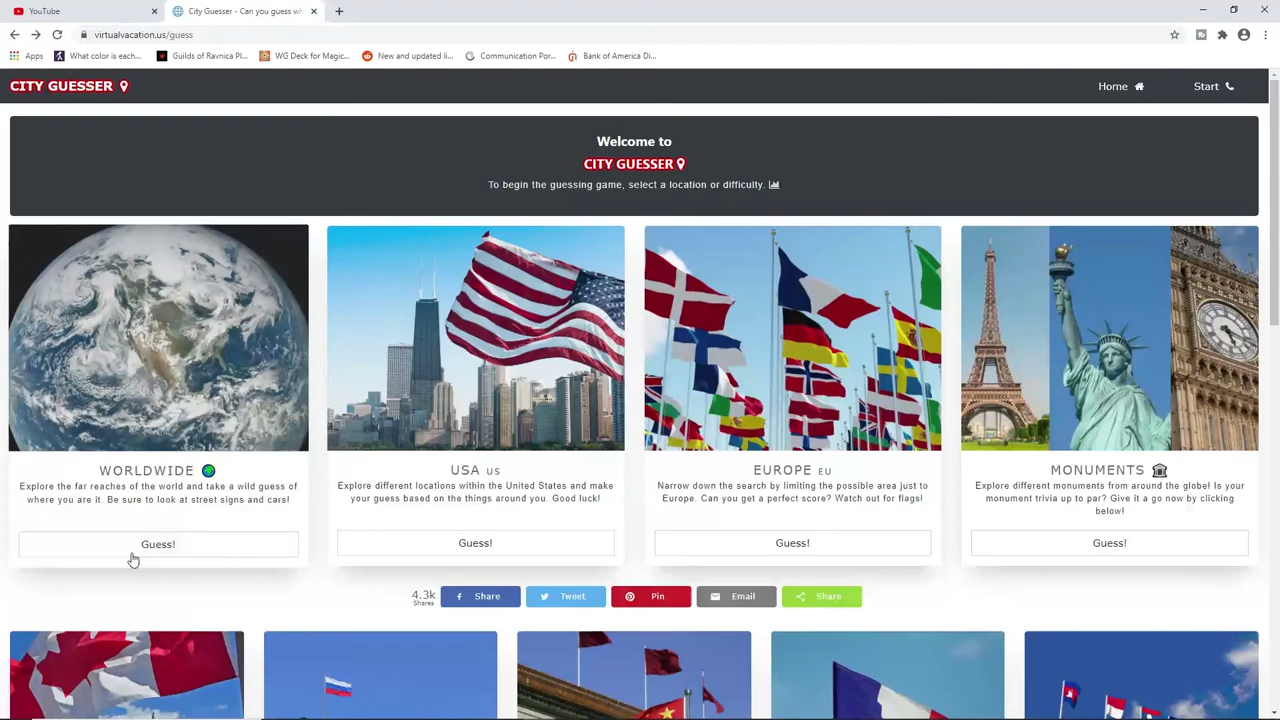 YouTube
City Guesser - Can you guess wh
virtualvacation.us/guess
Apps
What color is each...
Guilds of Ravnica Pl...
WG Deck for Magic...
New and updated li...
Communication Por...
Bank of America Di...
CITY GUESSER
Home
Start
Welcome to
CITY GUESSER
To begin the guessing game, select a location or difficulty.
WORLDWIDE
Explore the far reaches of the world and take a wild guess of
where you are it. Be sure to look at street signs and cars!
Guess!
USA US
Explore different locations within the United States and make
your guess based on the things around you. Good luck!
Guess!
EUROPE EU
Narrow down the search by limiting the possible area just to
Europe. Can you get a perfect score? Watch out for flags!
Guess!
MONUMENTS
Explore different monuments from around the globe! Is your
monument trivia up to par? Give it a go now by clicking
below!
Guess!
4.3k
Shares
Share
Tweet
Pin
Email
Share ...